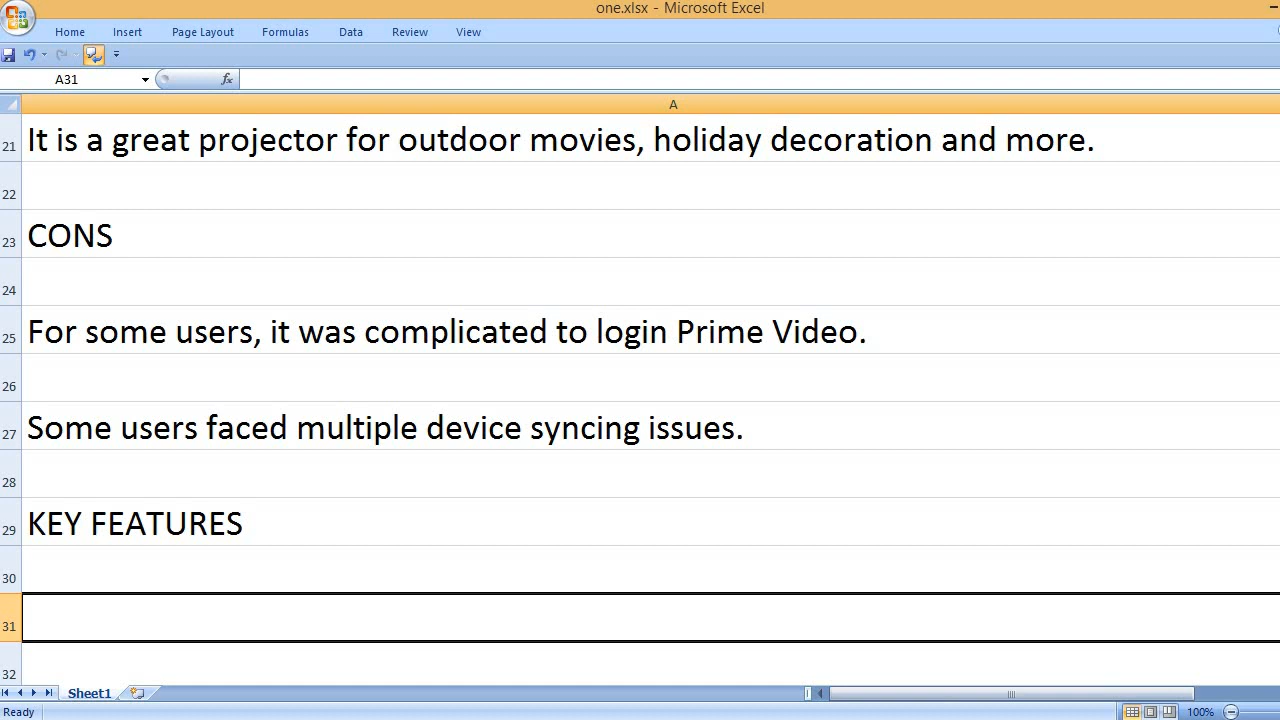 one.xlsx - Microsoft Excel
Home Insert Page Layout Formulas Data Review View
A31 fx
A
21 It is a great projector for outdoor movies, holiday decoration and more.
22
23 CONS
24
25 For some users, it was complicated to login Prime Video.
26
27 Some users faced multiple device syncing issues.
28
29 KEY FEATURES
30
31
32
Sheet1
Ready 100%